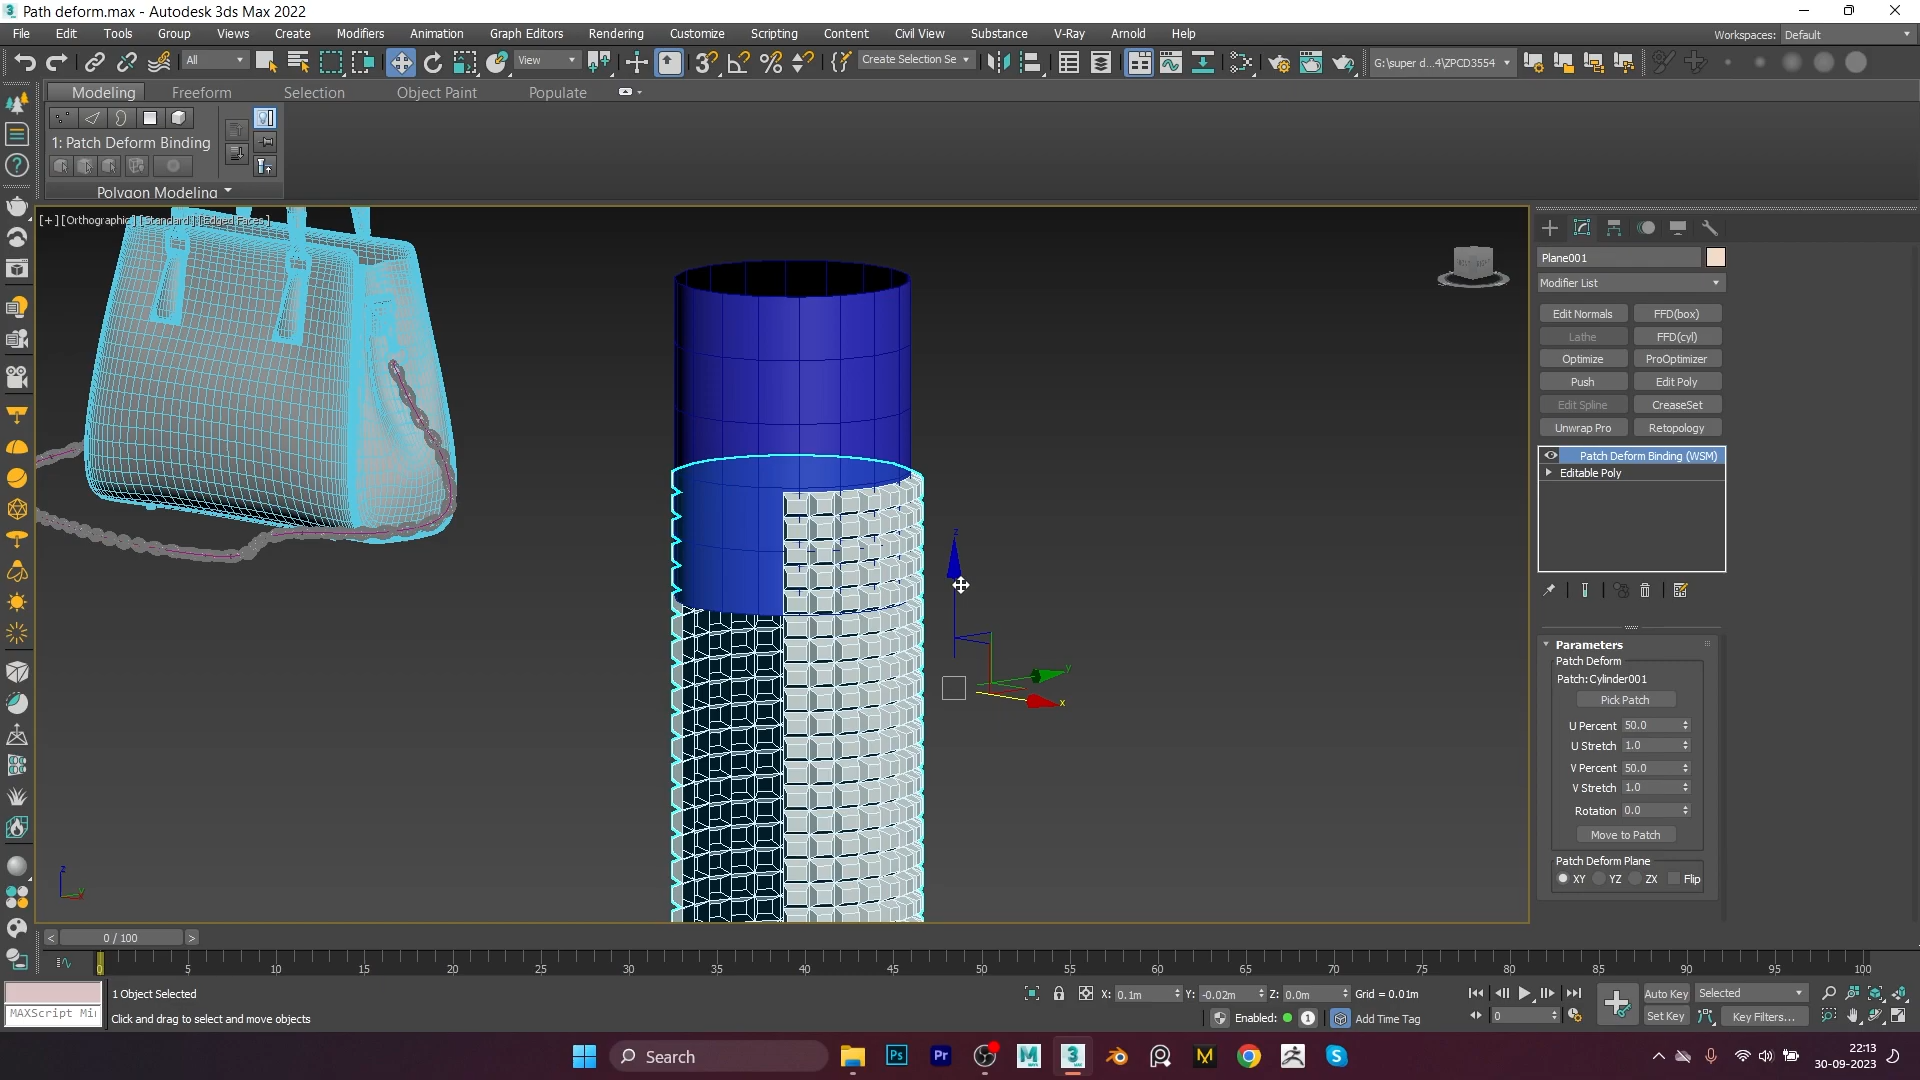 Path deform.max - Autodesk 3ds Max 2022
File Edit Tools Group Views Create Modifiers Animation Graph Editors Rendering Customize Scripting Content Civil View Substance V-Ray Arnold Help
Workspaces: Default
All View Create Selection Se G:\super d...4\ZPCD3554
Modeling Freeform Selection Object Paint Populate
1: Patch Deform Binding
Polygon Modeling
[+] [Orthographic] [Standard] [Edged Faces]
Plane001
Modifier List
Edit Normals FFD(box)
Lathe FFD(cyl)
Optimize ProOptimizer
Push Edit Poly
Edit Spline CreaseSet
Unwrap Pro Retopology
Patch Deform Binding (WSM)
Editable Poly
z
y
x
Parameters
Patch Deform
Patch:Cylinder001
Pick Patch
U Percent 50.0
U Stretch 1.0
V Percent 50.0
V Stretch 1.0
Rotation 0.0
Move to Patch
Patch Deform Plane
XY YZ ZX Flip
z
y
< 0 / 100 >
0 5 10 15 20 25 30 35 40 45 50 55 60 65 70 75 80 85 90 95 100
1 Object Selected
X: 0.1m Y: -0.02m Z: 0.0m Grid = 0.01m
Auto Key Selected
MAXScript Mi
Click and drag to select and move objects
Enabled: 1 Add Time Tag
0
Set Key Key Filters...
Search
Ps Pr M 3
22:13
30-09-2023